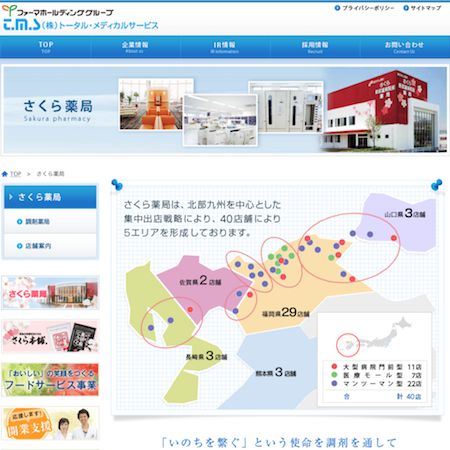 ファーマホールディンググループ
プライバシーポリシー
サイトマップ
T.M.S (株)トータル・メディカルサービス
TOP
TOP
企業情報
About us
IR情報
IR information
採用情報
Recruit
お問い合わせ
Contact Us
さくら薬局
Sakura pharmacy
TOP > さくら薬局
さくら薬局
調剤薬局
店舗案内
さくら薬局は、北部九州を中心とした
集中出店戦略により、40店舗により
5エリアを形成しております。
山口県3店舗
佐賀県2店舗
福岡県29店舗
長崎県3店舗
熊本県3店舗
大型病院門前型 11店
医療モール型 7店
マンツーマン型 22店
合 計 40店
さくら薬局
さくら本舗
「おいしい」の笑顔をつくる
フードサービス事業
応援します!
開業支援
「いのちを繋ぐ」という使命を調剤を通して